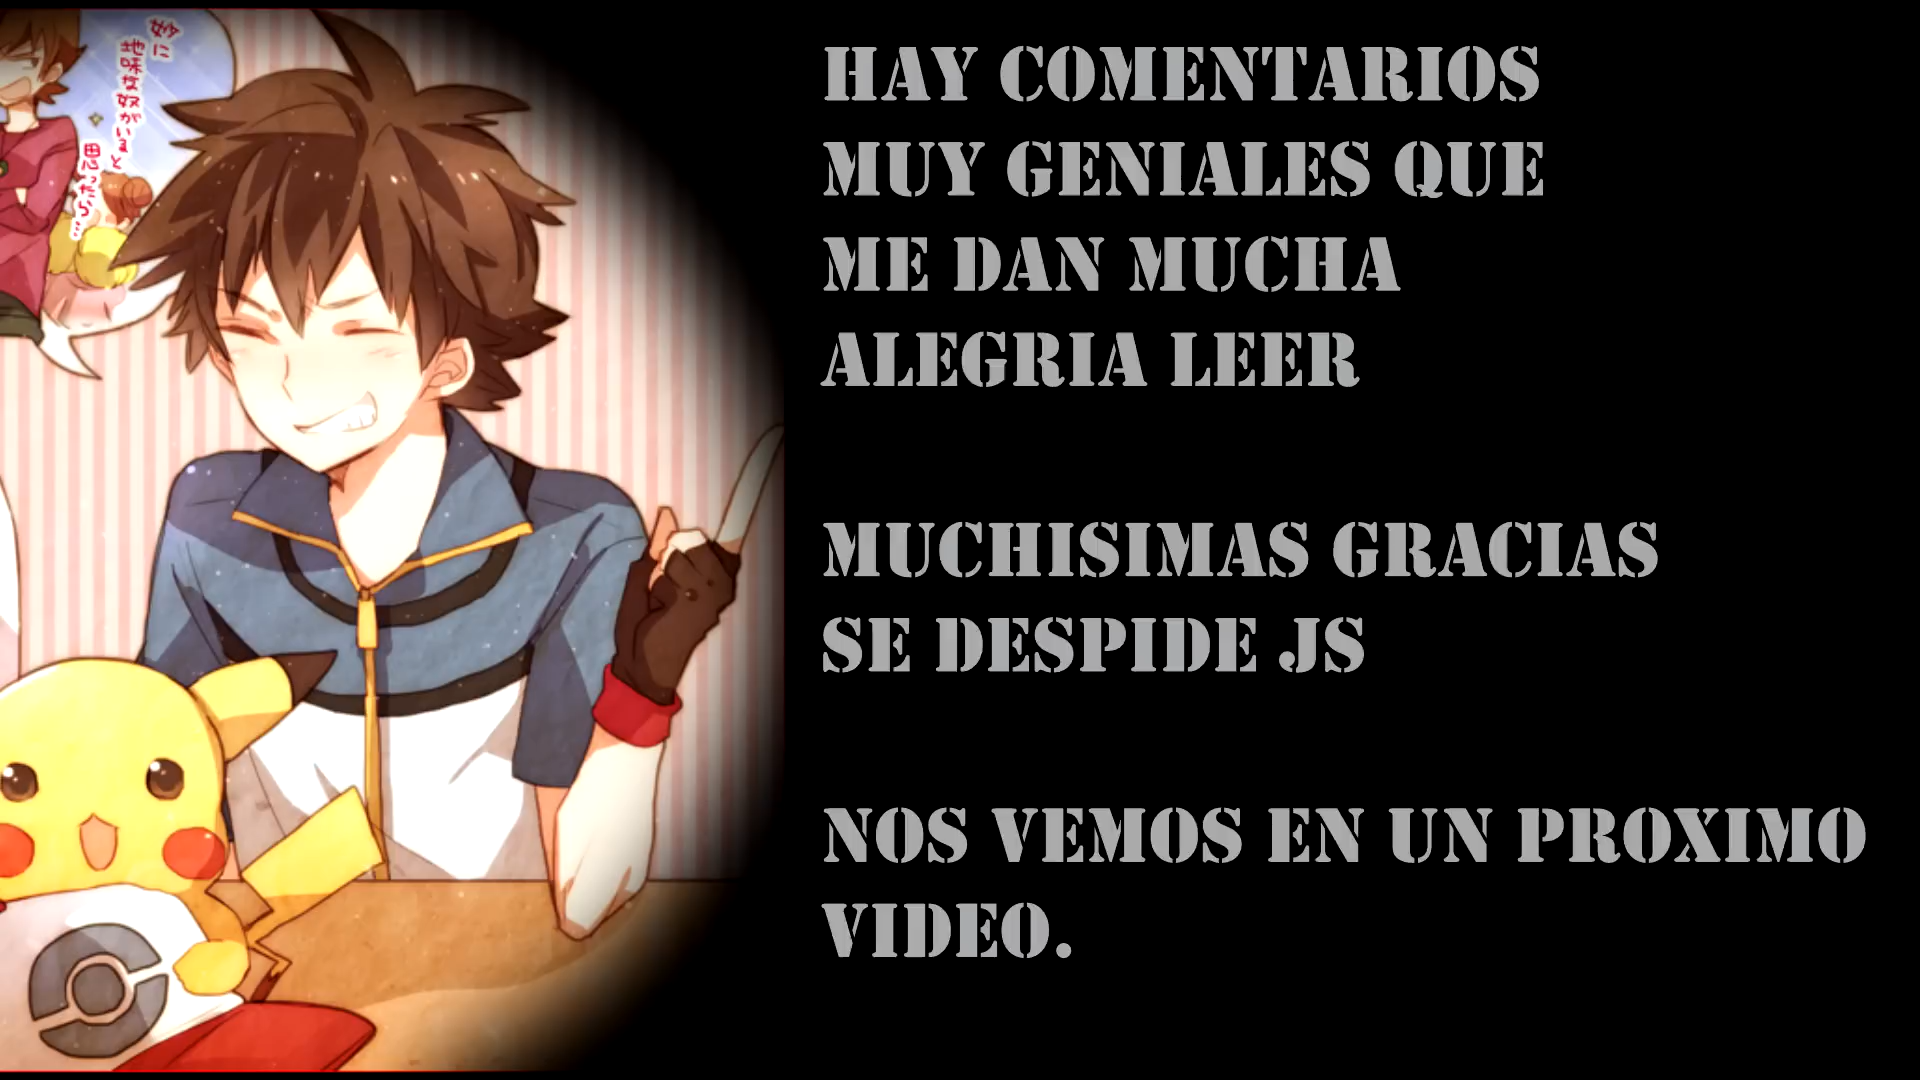 妙に
地味な奴がいると
思ったら…
HAY COMENTARIOS
MUY GENIALES QUE
ME DAN MUCHA
ALEGRIA LEER
MUCHISIMAS GRACIAS
SE DESPIDE JS
NOS VEMOS EN UN PROXIMO
VIDEO.